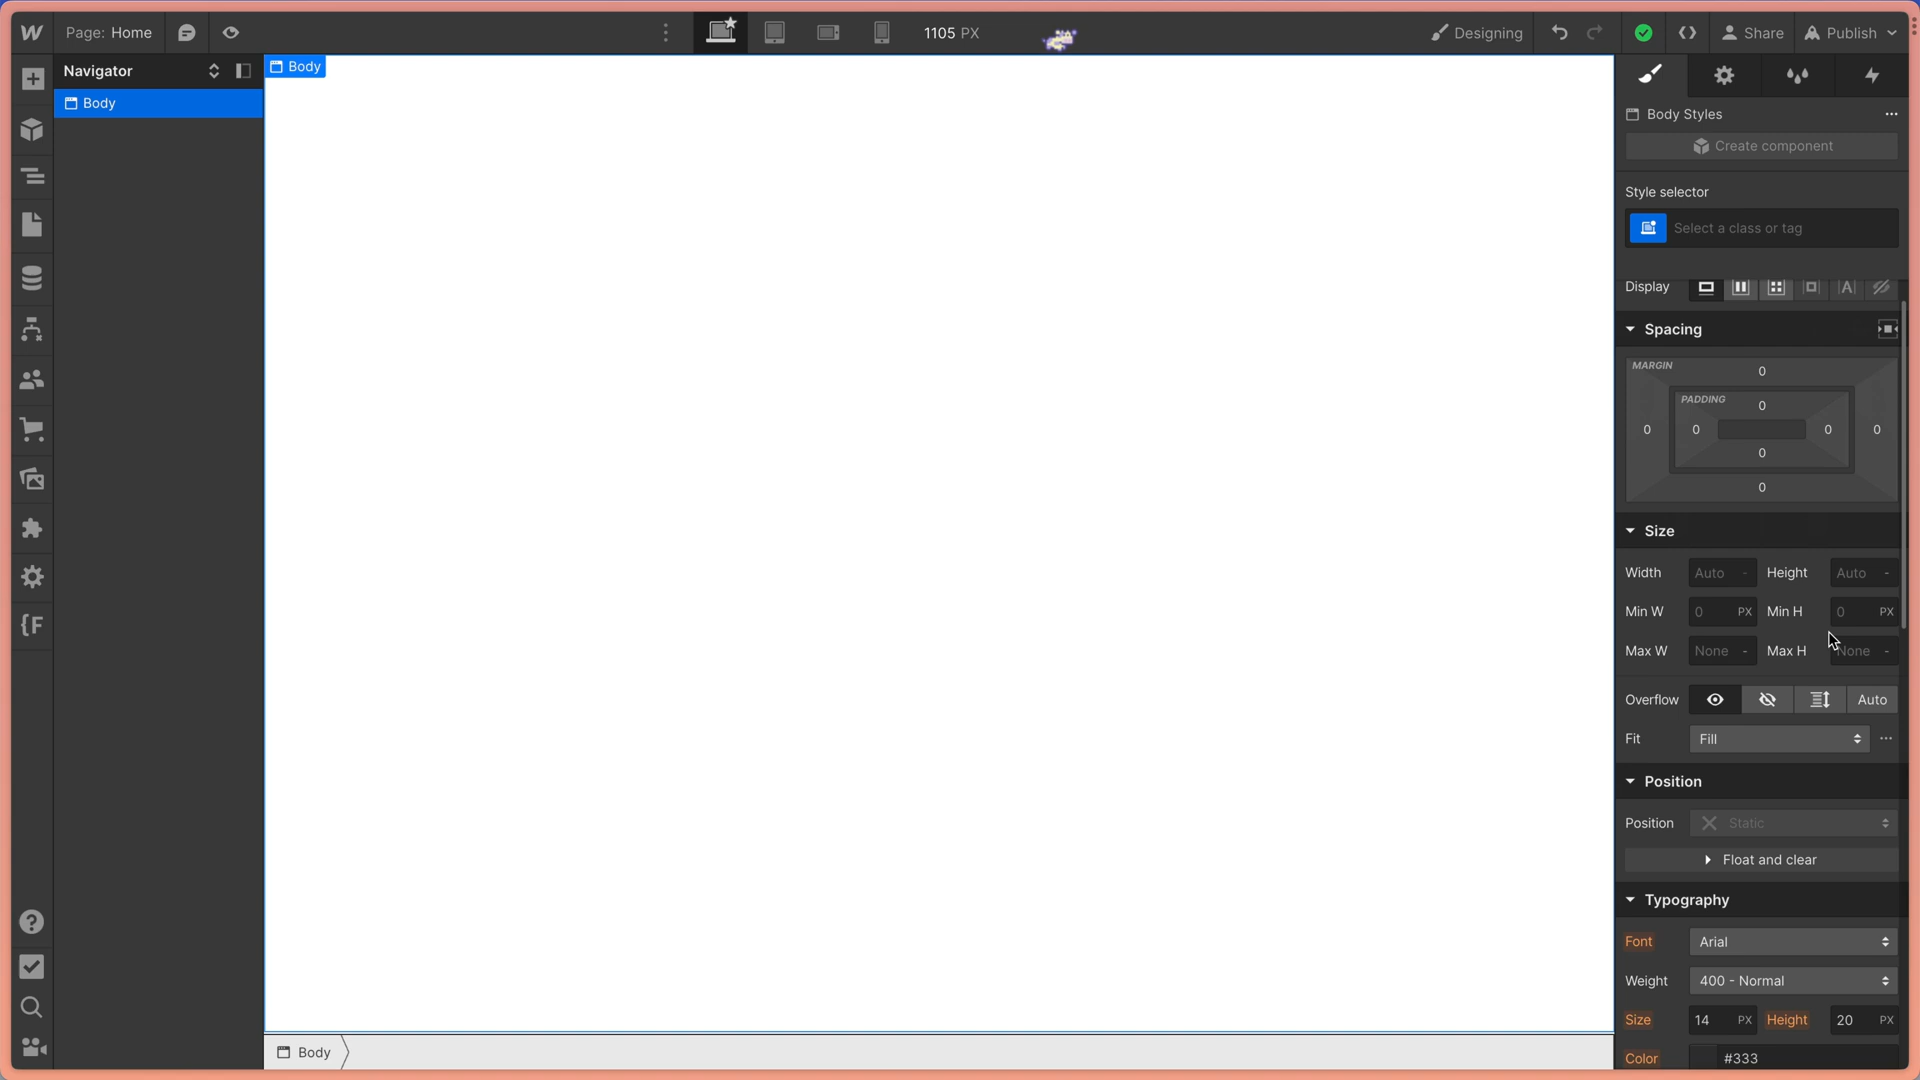 Page: Home
1105 PX
Designing
Share
Publish
Navigator
Body
Body
Body Styles
Create component
Style selector
Select a class or tag
Display
Spacing
MARGIN
0
PADDING
0
0 0 0 0
0
0
Size
Width Auto - Height Auto -
Min W 0 PX Min H 0 PX
Max W None - Max H None -
Overflow Auto
Fit Fill
Position
Position Static
Float and clear
Typography
Font Arial
Weight 400 - Normal
Size 14 PX Height 20 PX
Color #333
Body